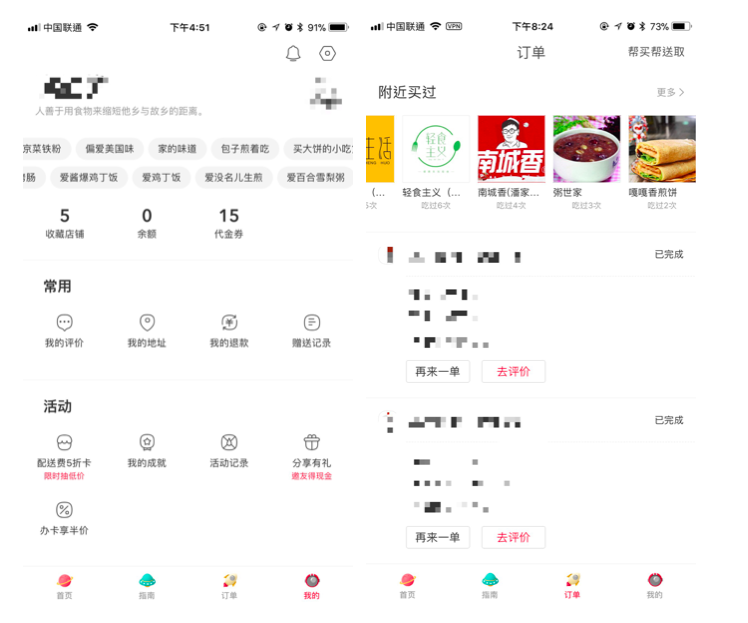 中国联通
下午4:51
91%
人善于用食物来缩短他乡与故乡的距离。
京菜铁粉
偏爱美国味
家的味道
包子煎着吃
买大饼的小吃
肠
爱酱爆鸡丁饭
爱鸡丁饭
爱没名儿生煎
爱百合雪梨粥
5
0
15
收藏店铺
余额
代金券
常用
我的评价
我的地址
我的退款
赠送记录
活动
配送费5折卡
我的成就
活动记录
分享有礼
限时抽低价
邀友得现金
办卡享半价
首页
指南
订单
我的
中国联通
VPN
下午8:24
73%
订单
帮买帮送取
附近买过
更多
生活
轻食主义
南城香
(...
轻食主义 (...
南城香(潘家...
粥世家
嘎嘎香煎饼
次
吃过6次
吃过4次
吃过3次
吃过2次
已完成
再来一单
去评价
已完成
再来一单
去评价
首页
指南
订单
我的